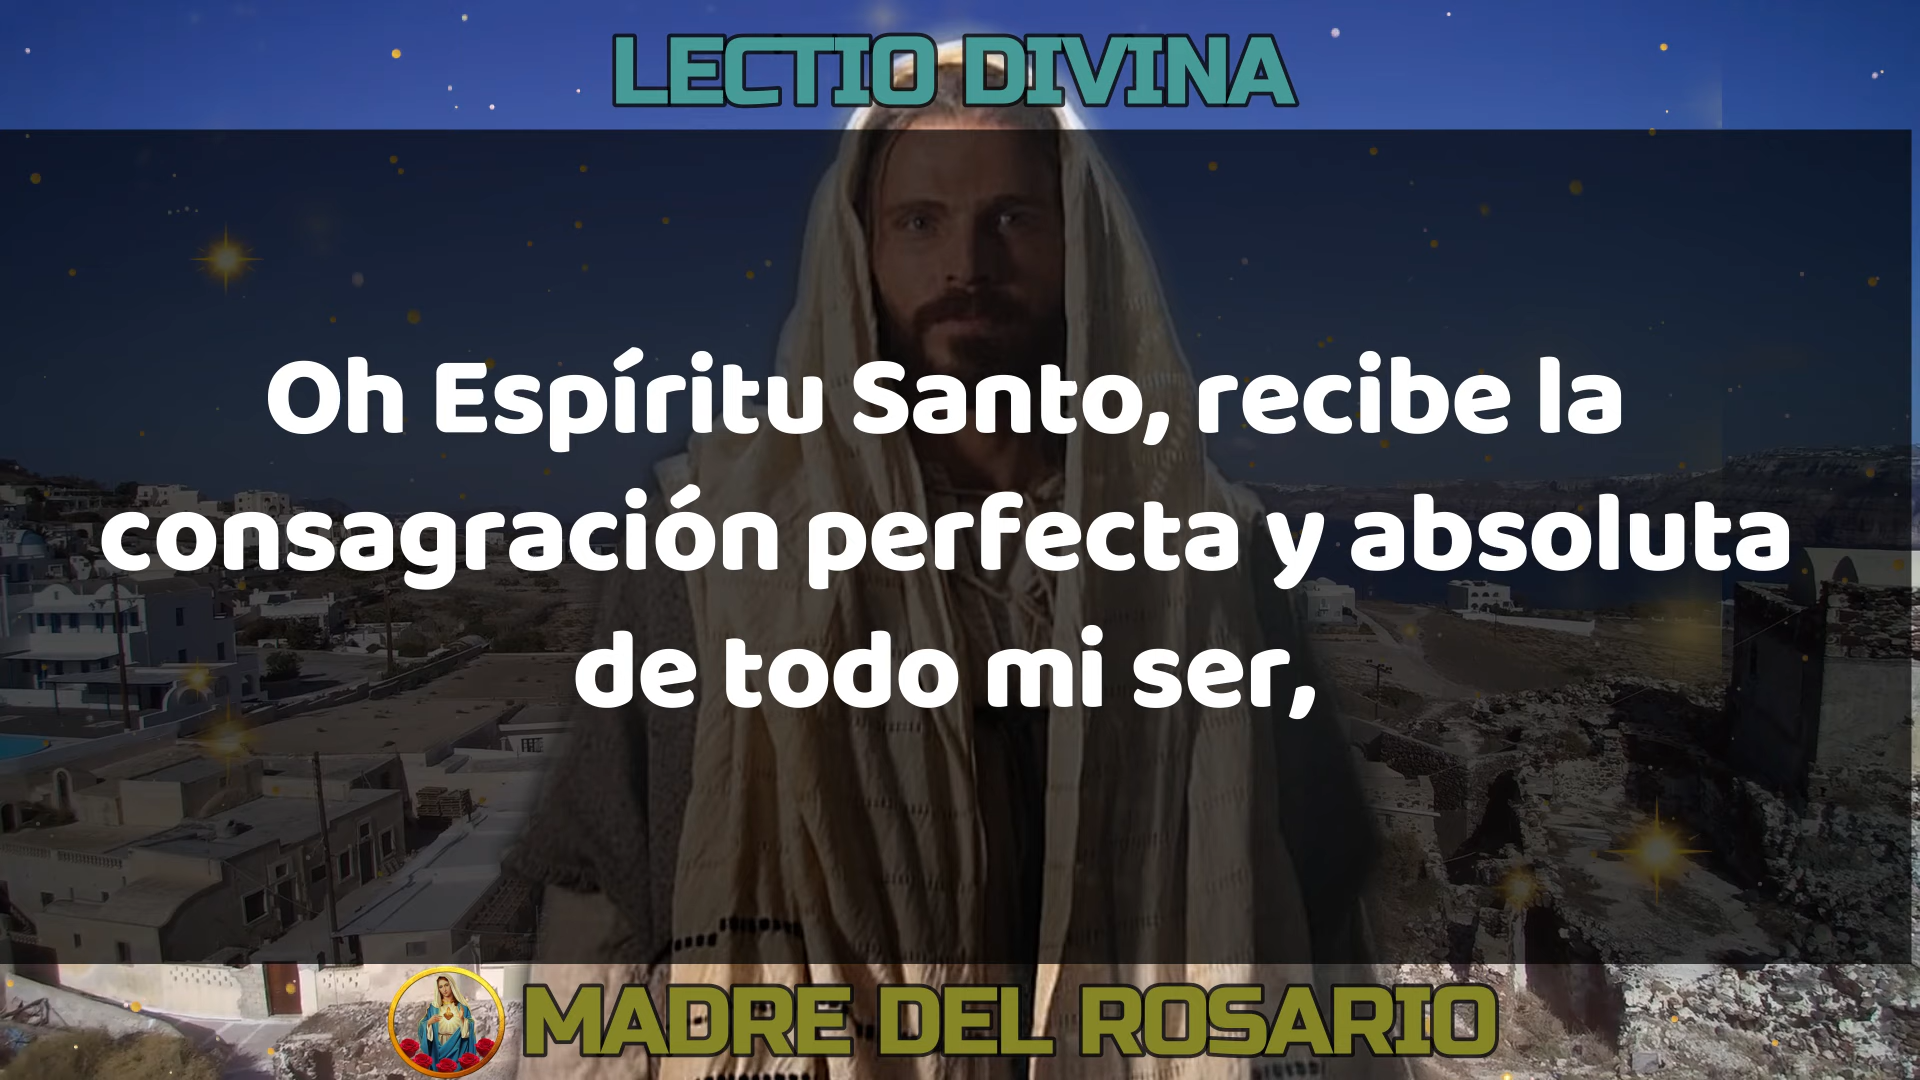 LECTIO DIVINA
Oh Espíritu Santo, recibe la
consagración perfecta y absoluta
de todo mi ser,
MADRE DEL ROSARIO